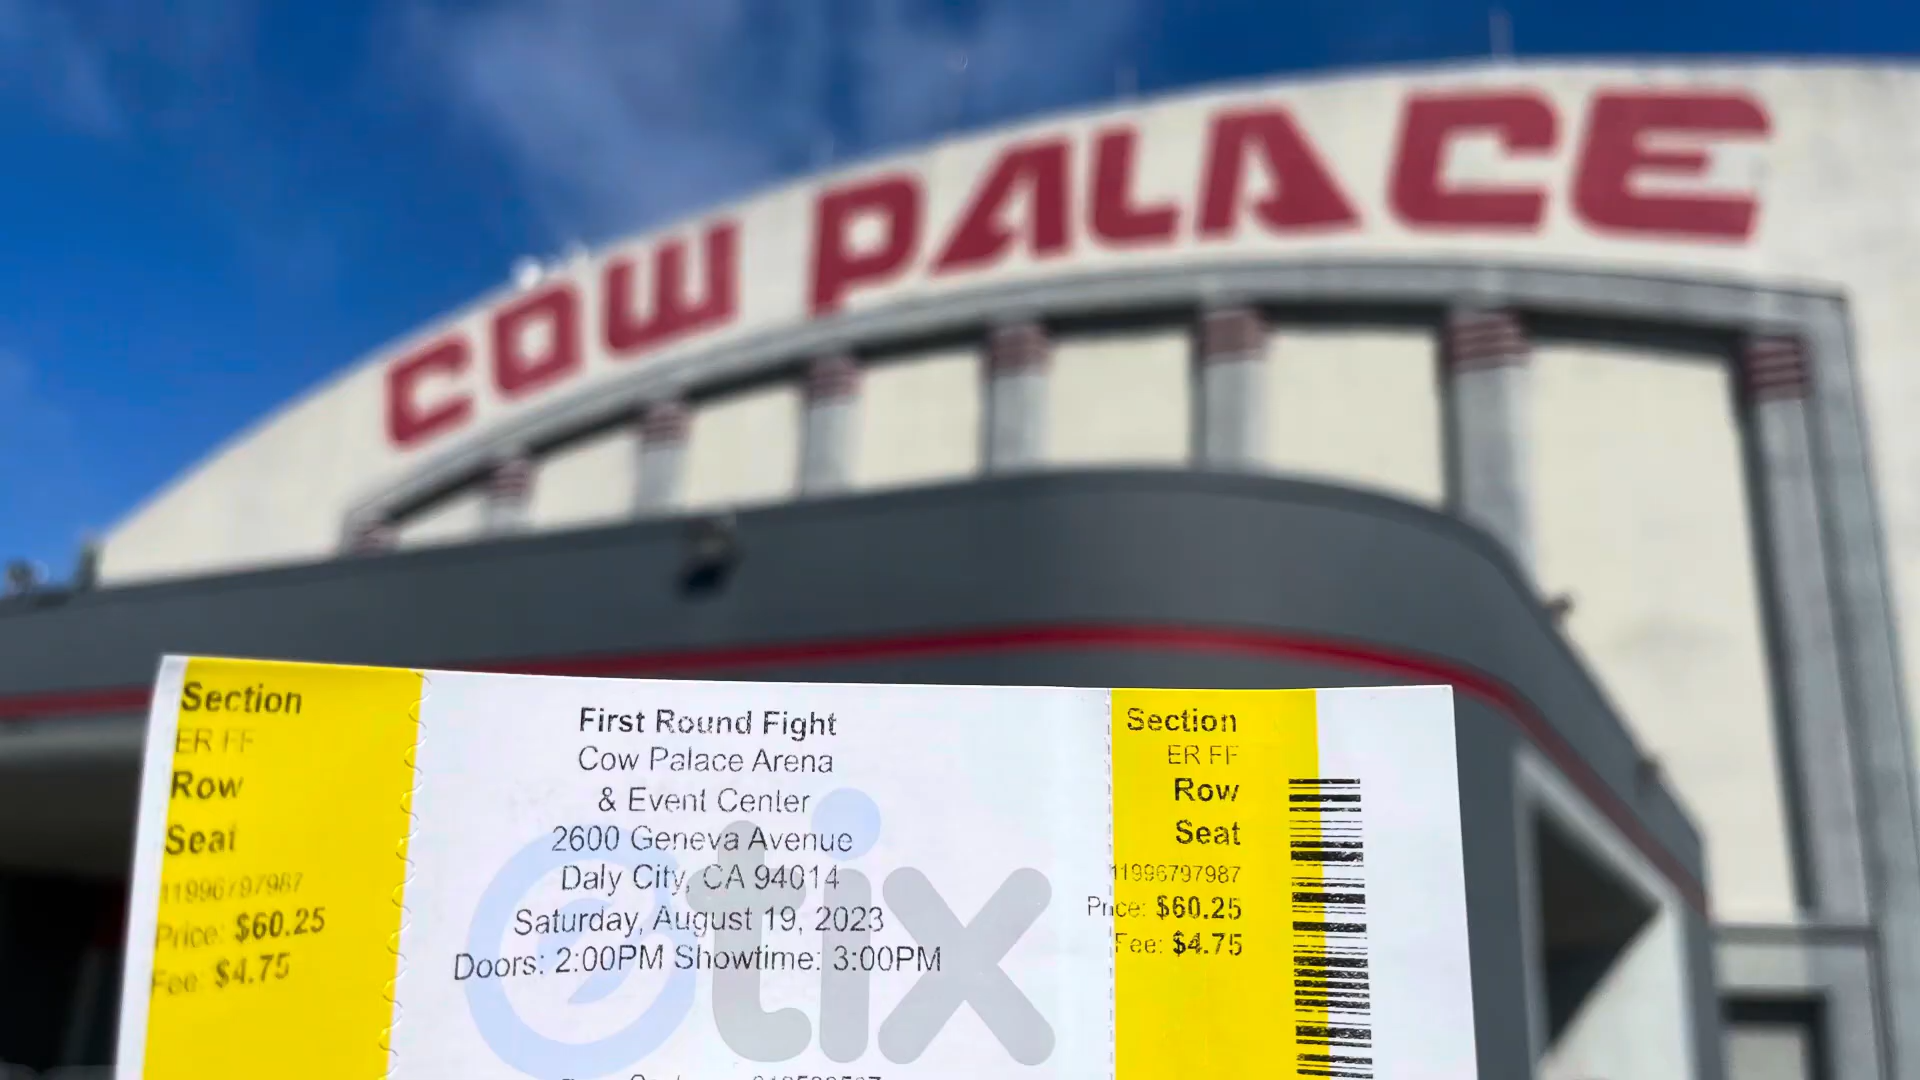 COW PALACE
Section
ER FF
Row
Seat
11996797987
Price: $60.25
Fee: $4.75
First Round Fight
Cow Palace Arena
& Event Center
2600 Geneva Avenue
Daly City, CA 94014
Saturday, August 19, 2023
Doors: 2:00PM Showtime: 3:00PM
etix
Section
ER FF
Row
Seat
11996797987
Price: $60.25
Fee: $4.75